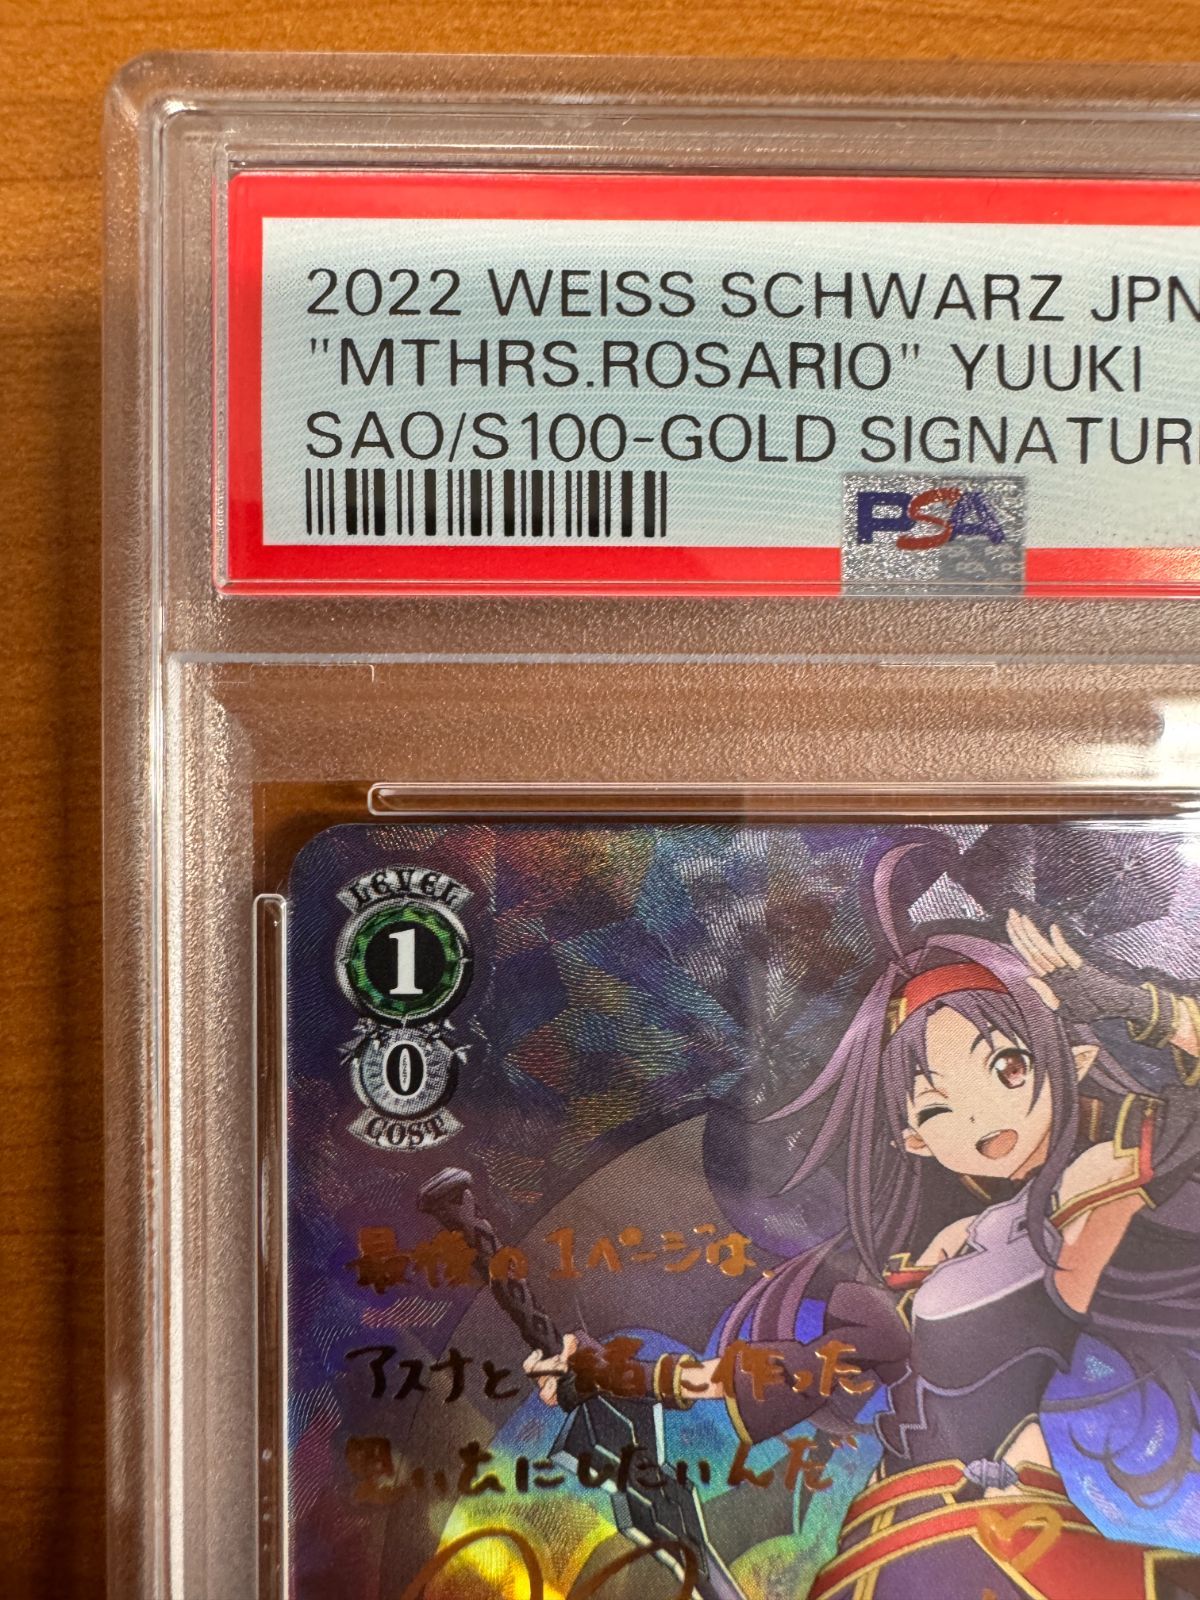 2022 WEISS SCHWARZ JPN
"MTHRS.ROSARIO" YUUKI
SAO/S100-GOLD SIGNATURE
PSA
LEVEL
1
0
COST
最後の1ページは、
アスナと一緒に作った
思い出にしたいんだ